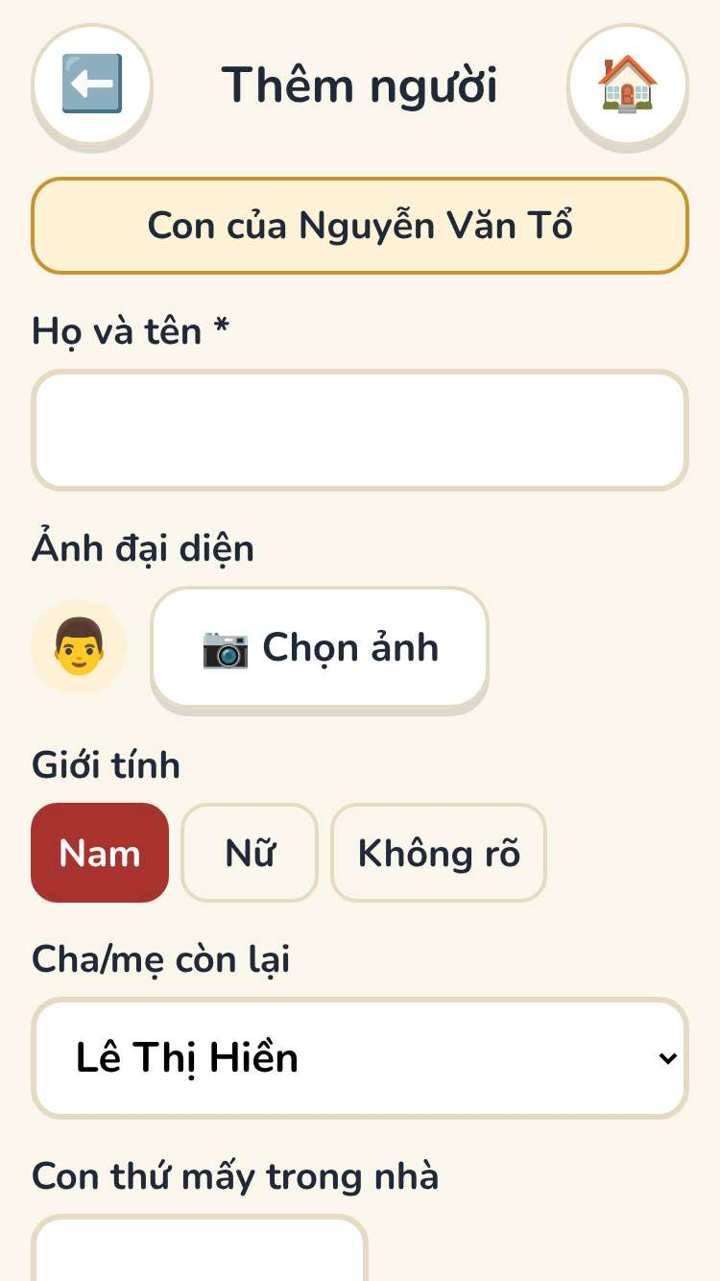 Thêm người
Con của Nguyễn Văn Tổ
Họ và tên *
Ảnh đại diện
Chọn ảnh
Giới tính
Nam Nữ Không rõ
Cha/mẹ còn lại
Lê Thị Hiền
Con thứ mấy trong nhà